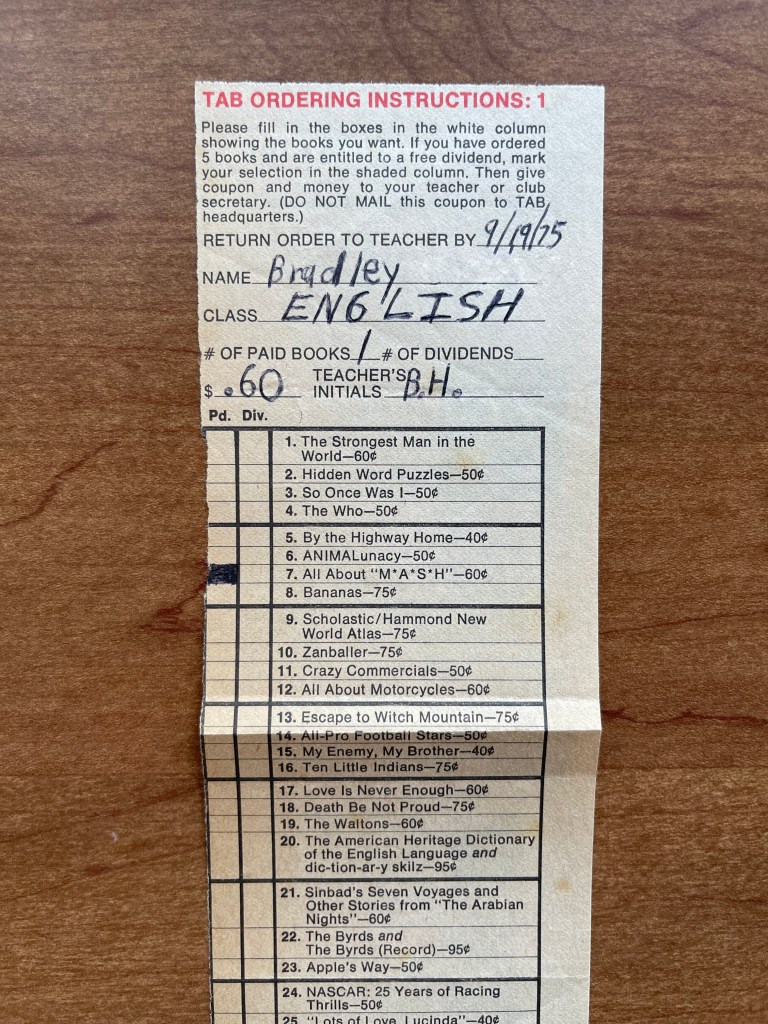 TAB ORDERING INSTRUCTIONS: 1
Please fill in the boxes in the white column
showing the books you want. If you have ordered
5 books and are entitled to a free dividend, mark
your selection in the shaded column. Then give
coupon and money to your teacher or club
secretary. (DO NOT MAIL this coupon to TAB
headquarters.)
RETURN ORDER TO TEACHER BY 9/19/75
NAME Bradley
CLASS ENGLISH
# OF PAID BOOKS 1 # OF DIVIDENDS
$ .60 TEACHER'S INITIALS B.H.
Pd. Div.
1. The Strongest Man in the
World—60¢
2. Hidden Word Puzzles—50¢
3. So Once Was I—50¢
4. The Who—50¢
5. By the Highway Home—40¢
6. ANIMALunacy—50¢
7. All About "M*A*S*H"—60¢
8. Bananas—75¢
9. Scholastic/Hammond New
World Atlas—75¢
10. Zanballer—75¢
11. Crazy Commercials—50¢
12. All About Motorcycles—60¢
13. Escape to Witch Mountain—75¢
14. All-Pro Football Stars—50¢
15. My Enemy, My Brother—40¢
16. Ten Little Indians—75¢
17. Love Is Never Enough—60¢
18. Death Be Not Proud—75¢
19. The Waltons—60¢
20. The American Heritage Dictionary
of the English Language and
dic-tion-ar-y skilz—95¢
21. Sinbad's Seven Voyages and
Other Stories from "The Arabian
Nights"—60¢
22. The Byrds and
The Byrds (Record)—95¢
23. Apple's Way—50¢
24. NASCAR: 25 Years of Racing
Thrills—50¢
25. "Lots of Love, Lucinda"—40¢